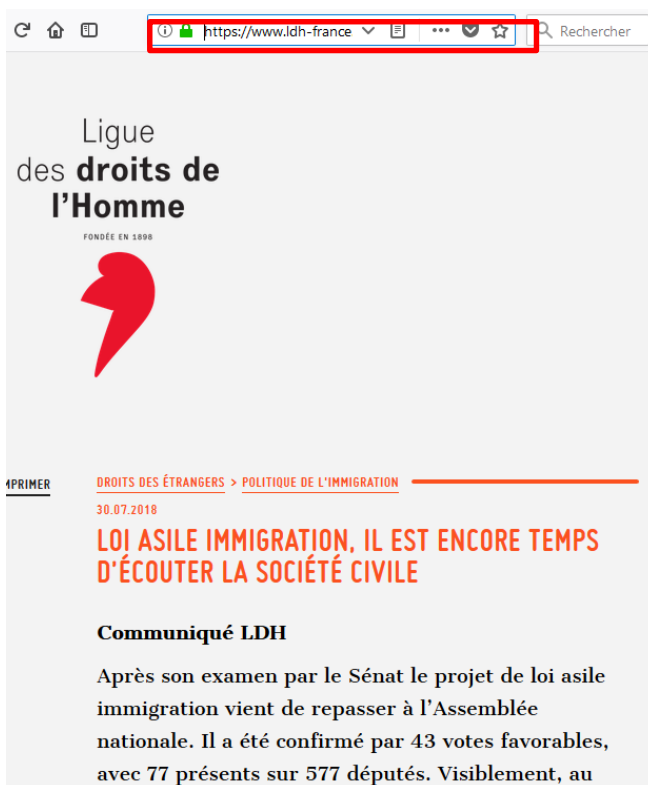 https://www.ldh-france
Rechercher
Ligue
des droits de
l'Homme
FONDÉE EN 1898
MPRIMER
DROITS DES ÉTRANGERS > POLITIQUE DE L'IMMIGRATION
30.07.2018
LOI ASILE IMMIGRATION, IL EST ENCORE TEMPS
D'ÉCOUTER LA SOCIÉTÉ CIVILE
Communiqué LDH
Après son examen par le Sénat le projet de loi asile
immigration vient de repasser à l'Assemblée
nationale. Il a été confirmé par 43 votes favorables,
avec 77 présents sur 577 députés. Visiblement, au